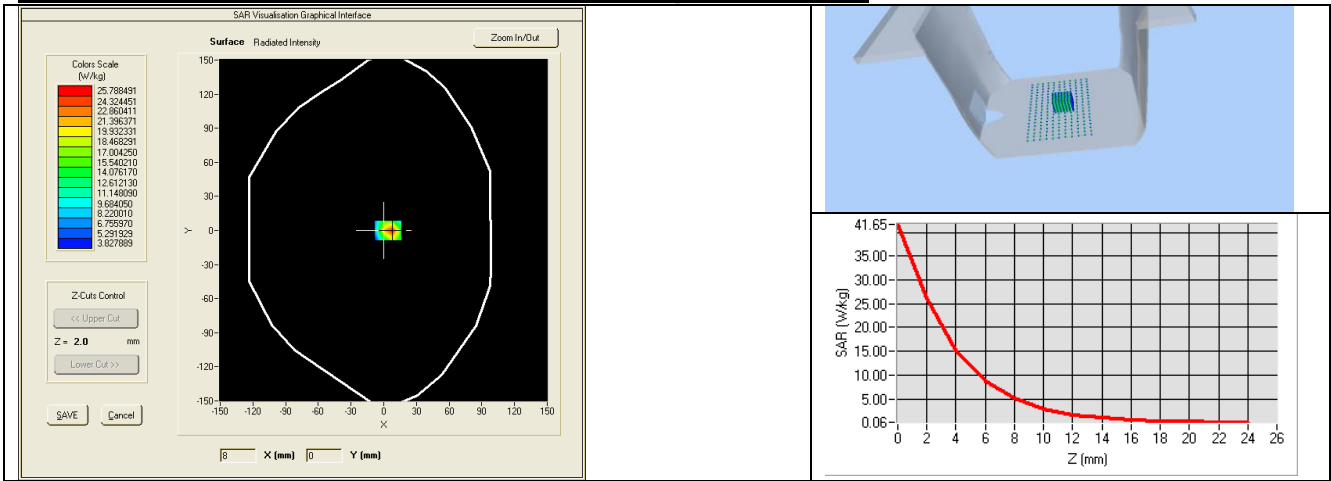 SAR Visualisation Graphical Interface
Surface Radiated Intensity
Zoom In/Out
Colors Scale
(W/kg)
25.788491
24.324451
22.860411
21.396371
19.932331
18.468291
17.004250
15.540210
14.076170
12.612130
11.148090
9.684050
8.220010
6.755970
5.291929
3.827889
Z-Cuts Control
<< Upper Cut
Z = 2.0 mm
Lower Cut >>
SAVE Cancel
150
120
90
60
30
0
-30
-60
-90
-120
-150
Y
-150 -120 -90 -60 -30 0 30 60 90 120 150
X
8 X (mm) 0 Y (mm)
41.65
35.00
30.00
25.00
20.00
15.00
10.00
5.00
0.06
SAR (W/kg)
0 2 4 6 8 10 12 14 16 18 20 22 24 26
Z (mm)